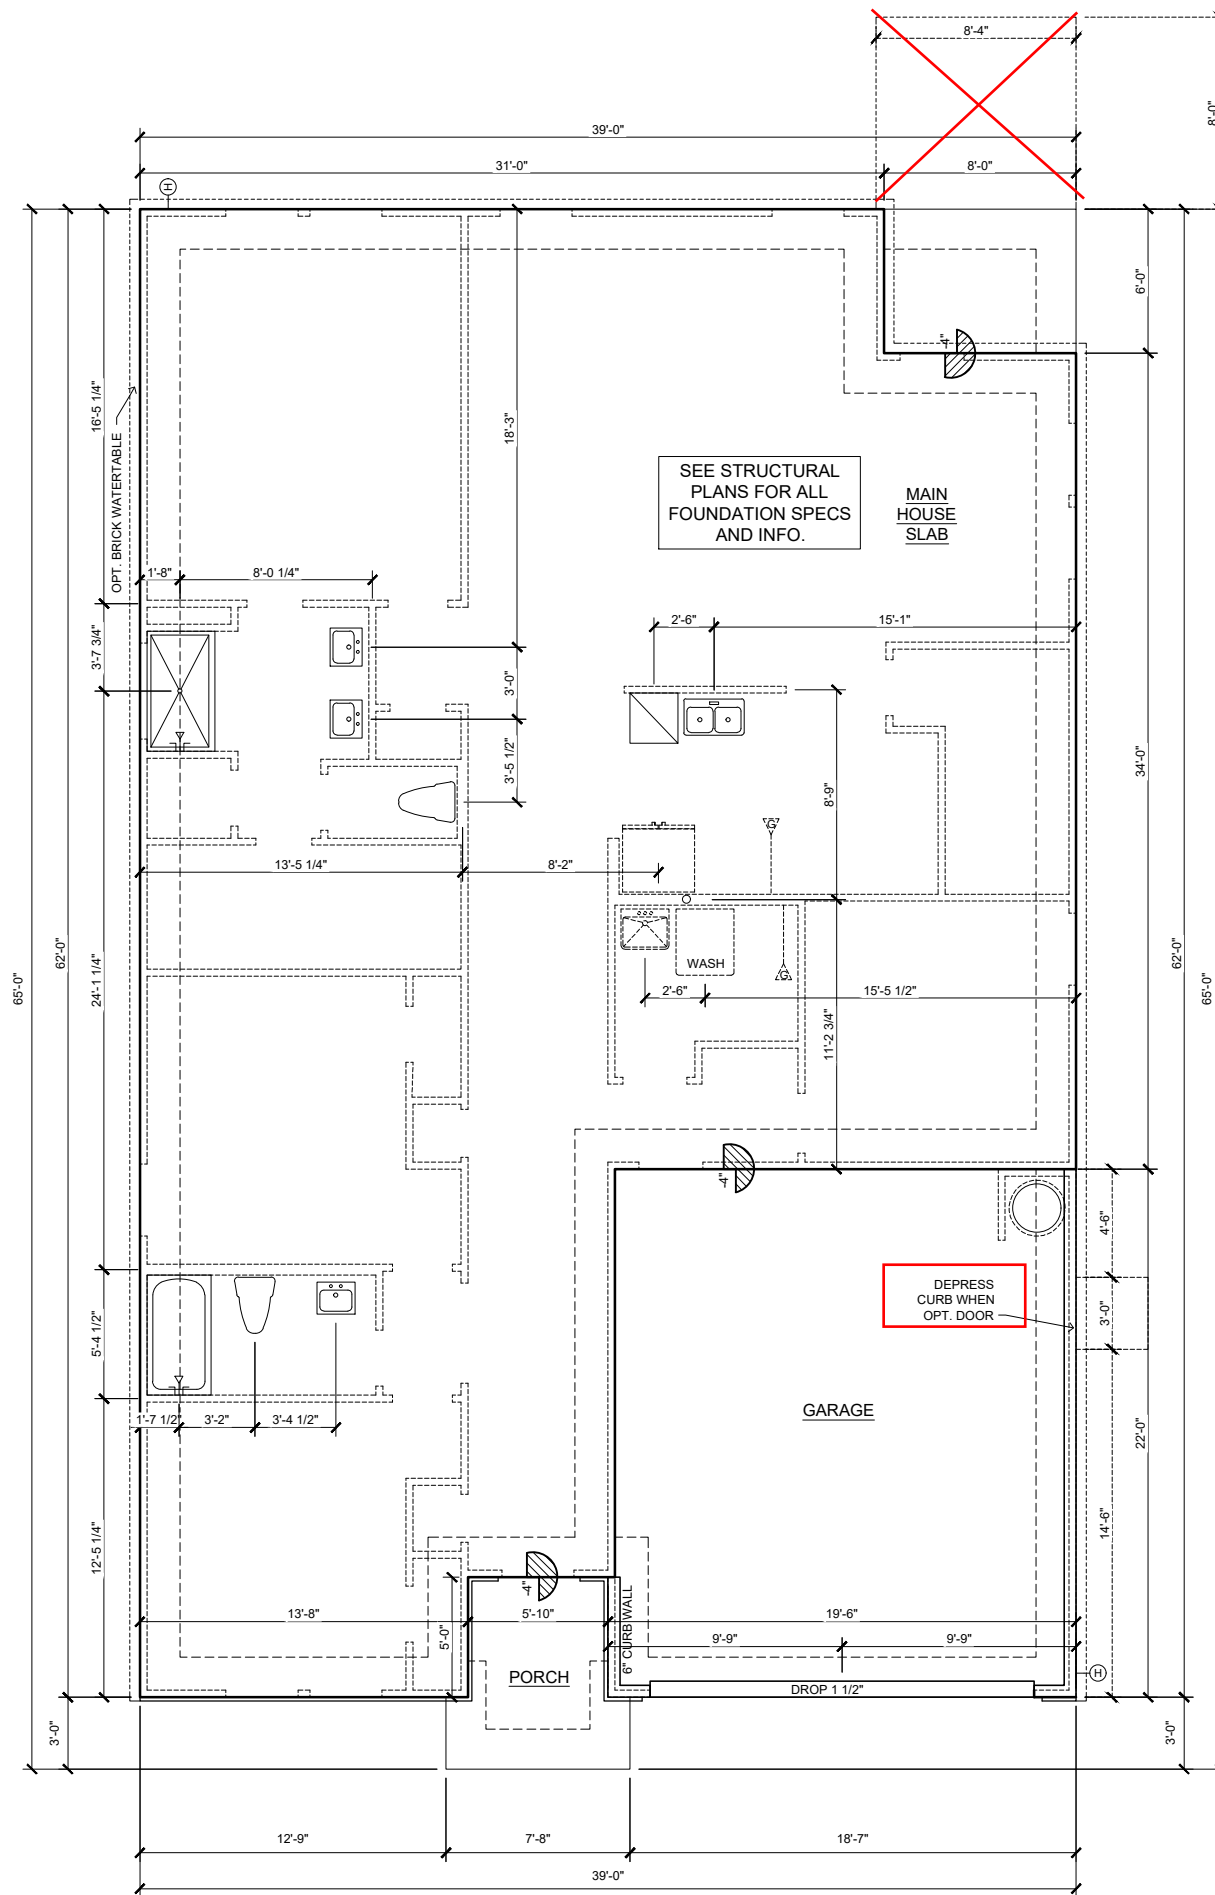 8'-4"
8'-0"
39'-0"
31'-0"
8'-0"
H
6'-0"
-4"
16'-5 1/4"
18'-3"
OPT. BRICK WATERTABLE
SEE STRUCTURAL
PLANS FOR ALL
FOUNDATION SPECS
AND INFO.
MAIN
HOUSE
SLAB
1'-8"
8'-0 1/4"
2'-6"
15'-1"
3'-7 3/4"
3'-0"
3'-5 1/2"
34'-0"
8'-9"
G
13'-5 1/4"
8'-2"
65'-0"
62'-0"
24'-1 1/4"
WASH
G
2'-6"
15'-5 1/2"
62'-0"
65'-0"
11'-2 3/4"
-4"
4'-6"
DEPRESS
CURB WHEN
OPT. DOOR
3'-0"
5'-4 1/2"
GARAGE
1'-7 1/2"
3'-2"
3'-4 1/2"
22'-0"
14'-6"
12'-5 1/4"
-4"
13'-8"
5'-10"
19'-6"
5'-0"
6" CURB WALL
9'-9"
9'-9"
PORCH
H
DROP 1 1/2"
3'-0"
3'-0"
12'-9"
7'-8"
18'-7"
39'-0"